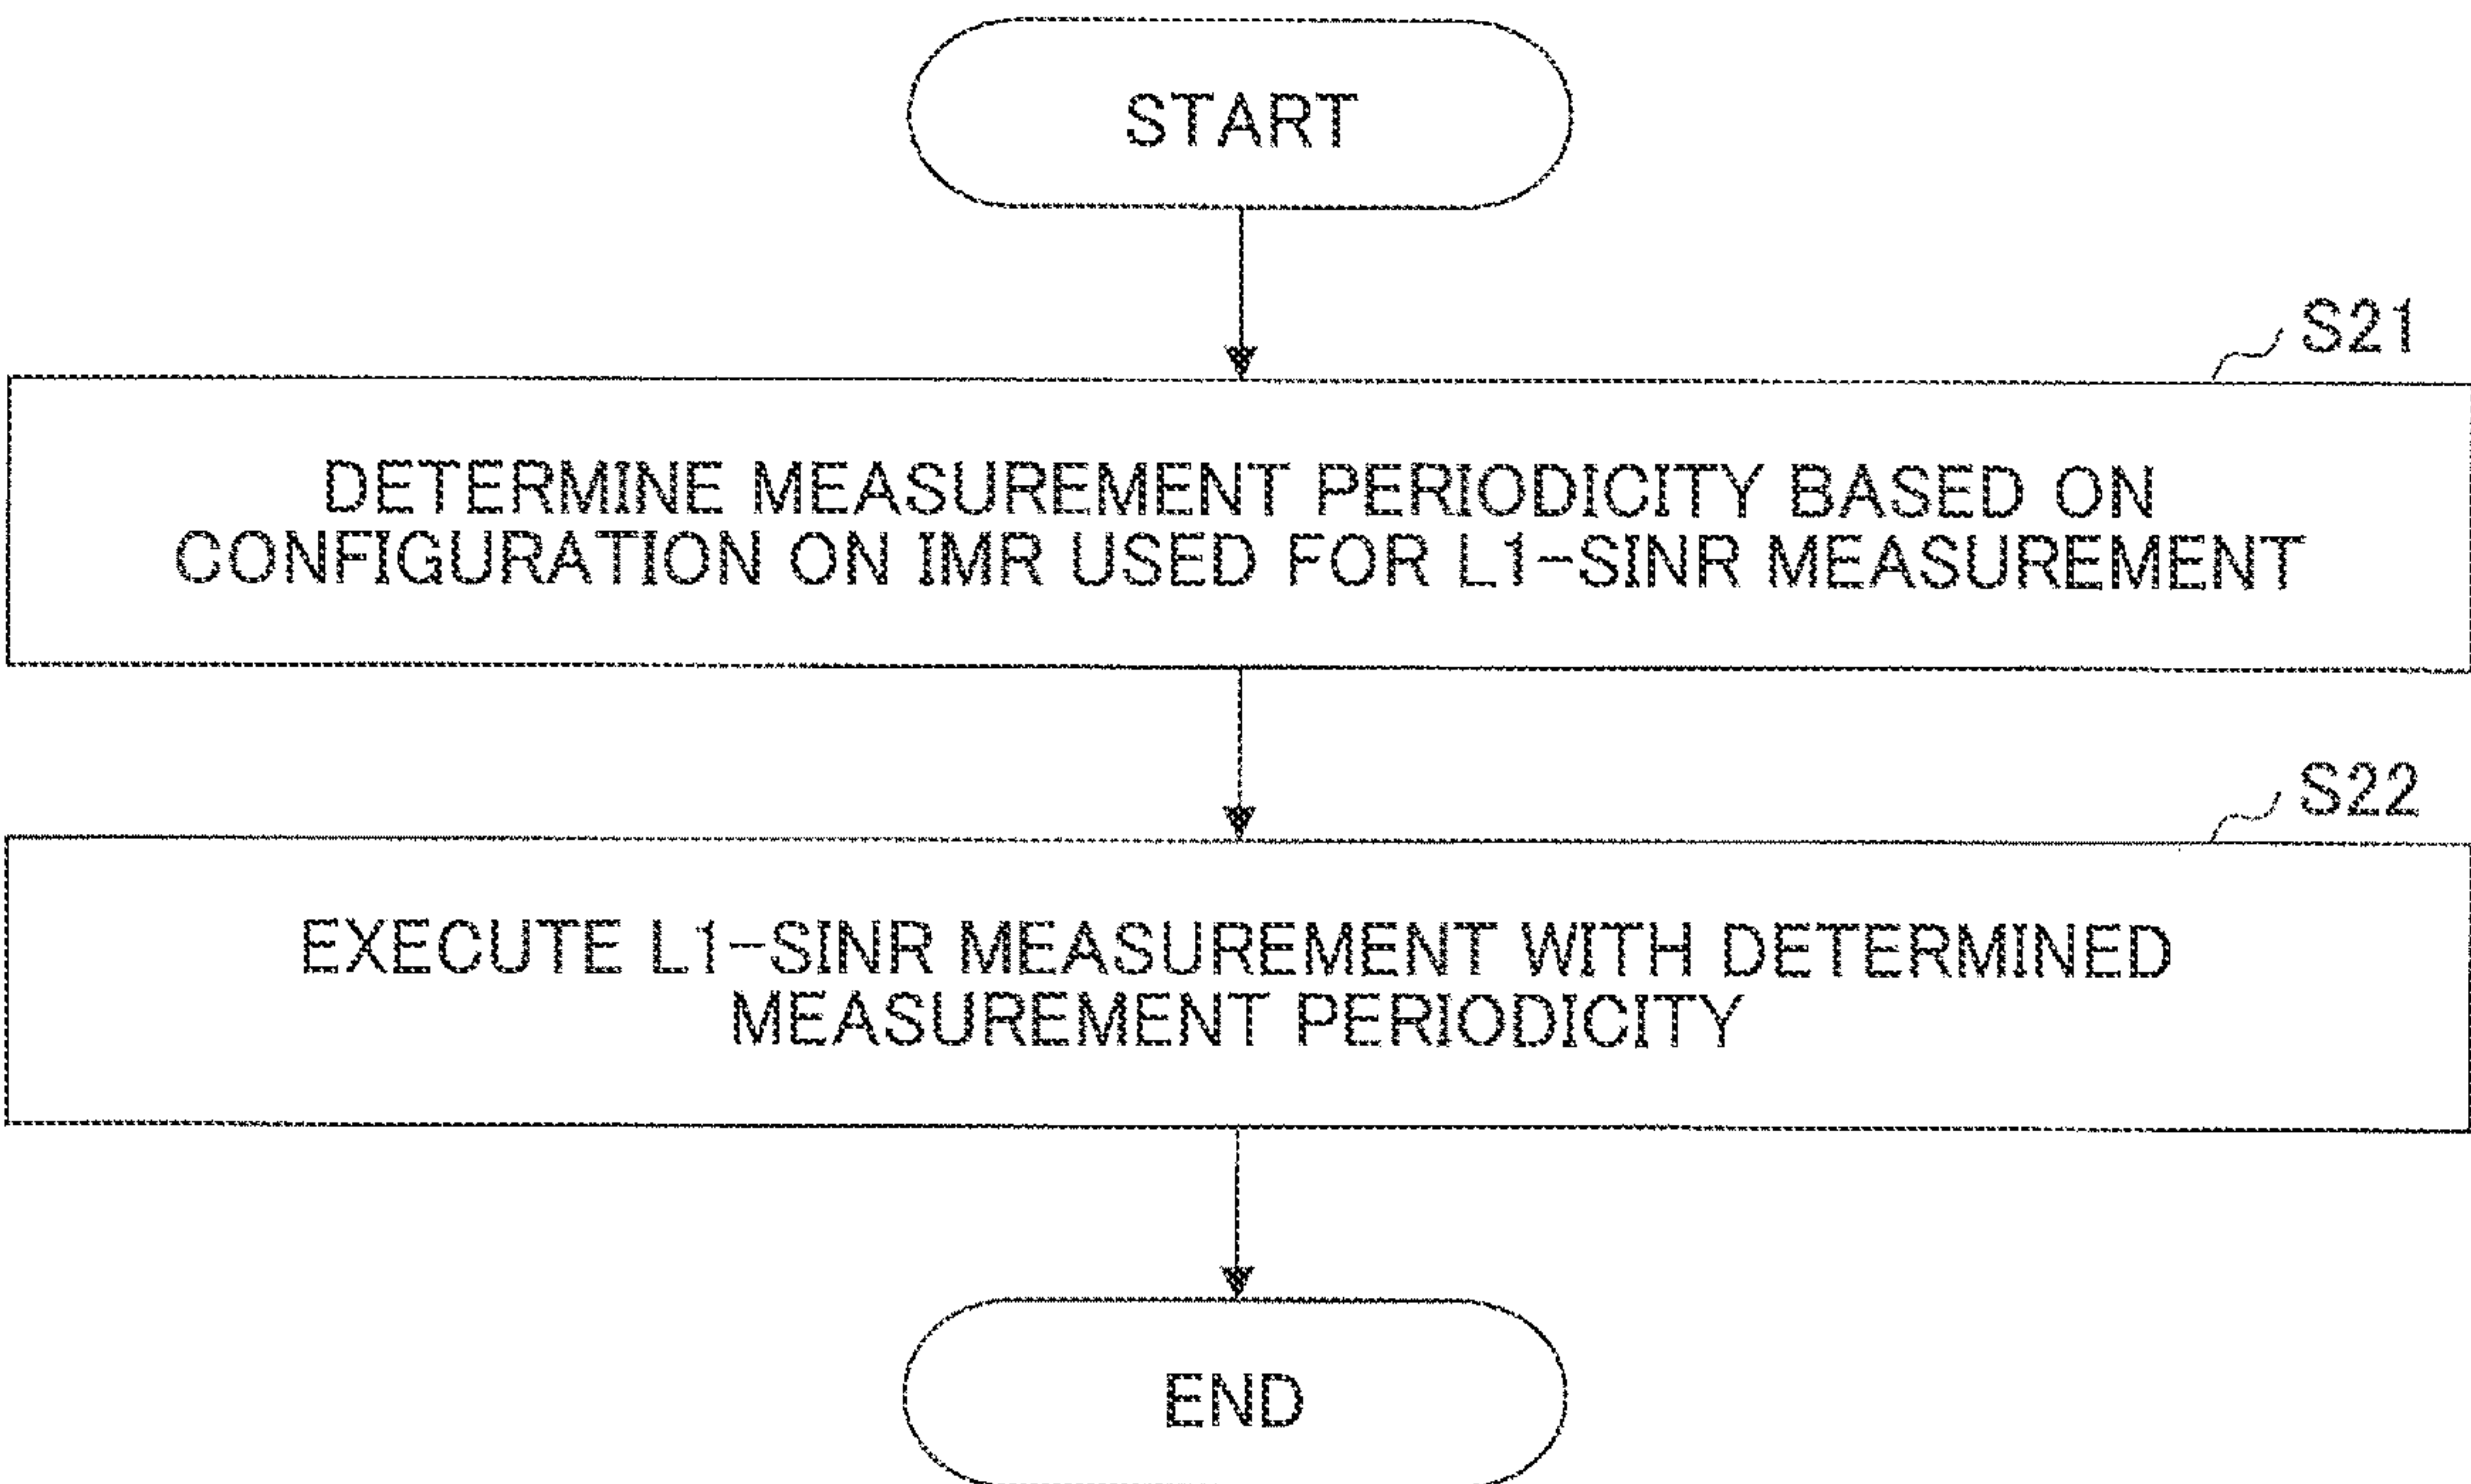 START
S21
DETERMINE MEASUREMENT PERIODICITY BASED ON
CONFIGURATION ON IMR USED FOR L1-SINR MEASUREMENT
S22
EXECUTE L1-SINR MEASUREMENT WITH DETERMINED
MEASUREMENT PERIODICITY
END